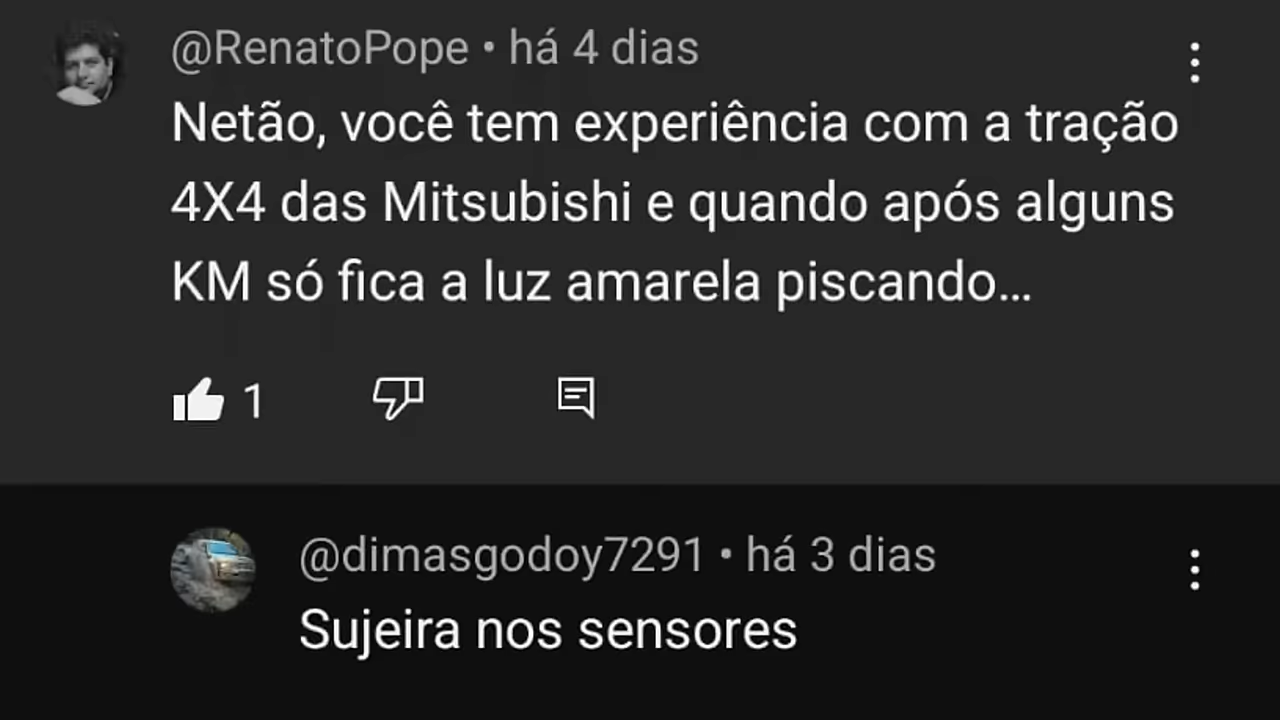 @RenatoPope • há 4 dias
Netão, você tem experiência com a tração
4X4 das Mitsubishi e quando após alguns
KM só fica a luz amarela piscando...
1
@dimasgodoy7291 • há 3 dias
Sujeira nos sensores